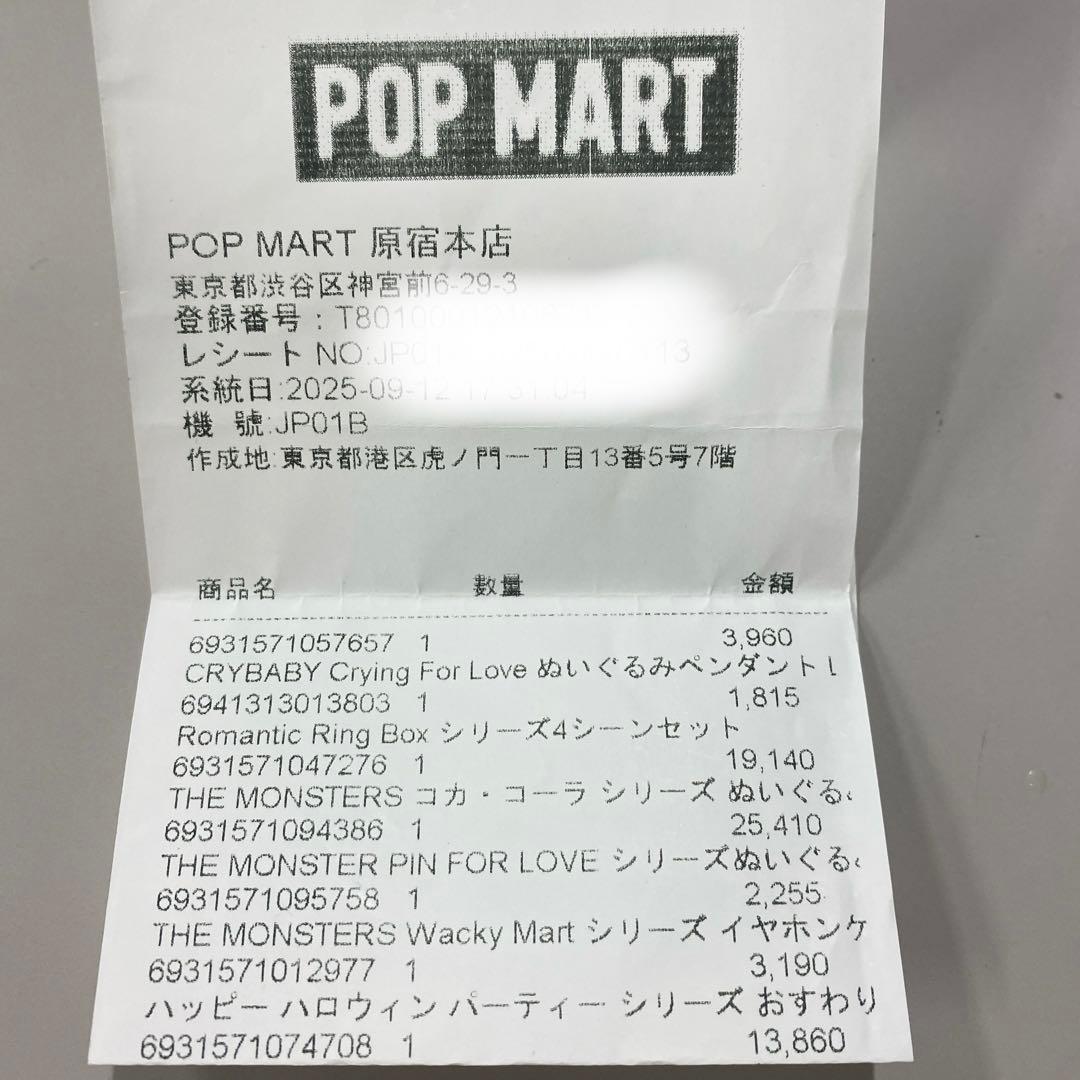 POP MART
POP MART 原宿本店
東京都渋谷区神宮前6-29-3
登録番号：T80100
レシート NO:JP01 13
系統日:2025-09-12 17:31:04
機 號:JP01B
作成地:東京都港区虎ノ門一丁目13番5号7階
商品名 数量 金額
6931571057657 1 3,960
CRYBABY Crying For Love ぬいぐるみペンダント
6941313013803 1 1,815
Romantic Ring Box シリーズ4シーンセット
6931571047276 1 19,140
THE MONSTERS コカ・コーラ シリーズ ぬいぐる
6931571094386 1 25,410
THE MONSTER PIN FOR LOVE シリーズぬいぐる
6931571095758 1 2,255
THE MONSTERS Wacky Mart シリーズ イヤホンケ
6931571012977 1 3,190
ハッピー ハロウィン パーティー シリーズ おすわり
6931571074708 1 13,860